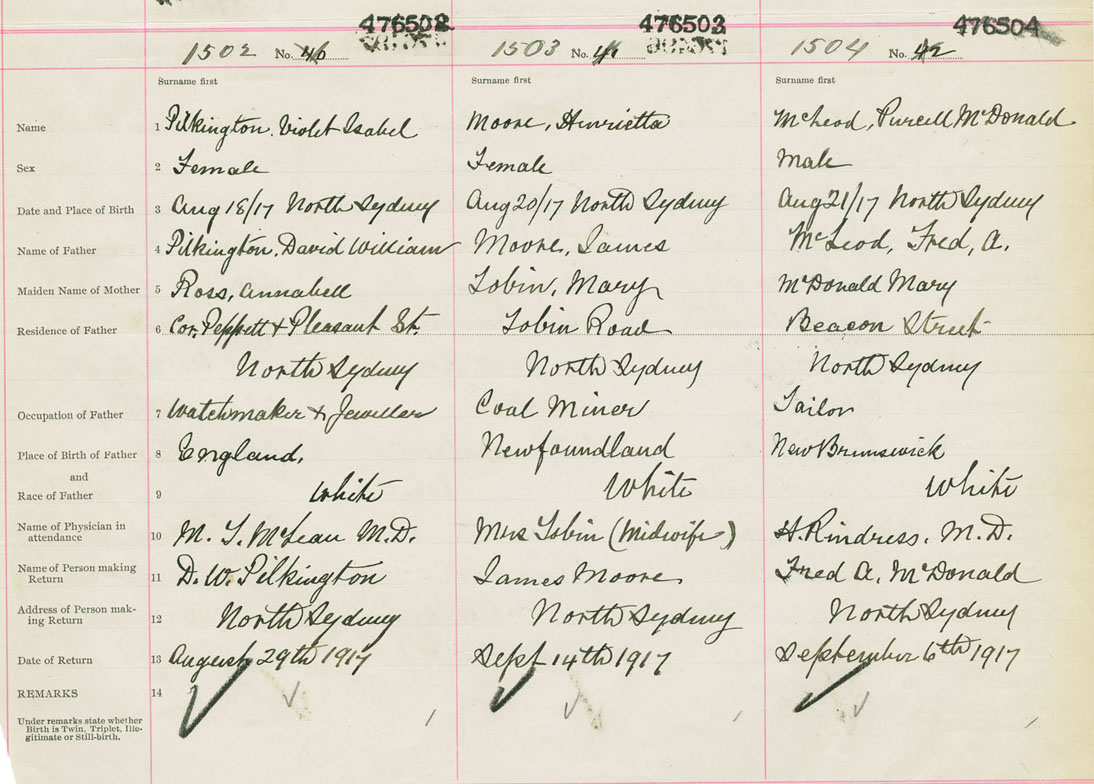 476502 476503 476504
1502 No. 1503 No. 1504 No.
Surname first Surname first Surname first
Name 1 Pilkington, Violet Isabel Moore, Henrietta McLeod, Purcell McDonald
Sex 2 Female Female Male
Date and Place of Birth 3 Aug 18/17 North Sydney Aug 20/17 North Sydney Aug 21/17 North Sydney
Name of Father 4 Pilkington, David William Moore, James McLeod, Fred, A.
Maiden Name of Mother 5 Ross, Annabell Tobin, Mary McDonald Mary
Residence of Father 6 Cor. Peppett & Pleasant St. Tobin Road Beacon Street
North Sydney North Sydney North Sydney
Occupation of Father 7 Watchmaker & Jeweller Coal Miner Tailor
Place of Birth of Father 8 England, Newfoundland New Brunswick
and
Race of Father 9 White White White
Name of Physician in
attendance 10 M. T. McLean M.D. Mrs Tobin (Midwife) H. Rindress, M.D.
Name of Person making
Return 11 D. W. Pilkington James Moore Fred A. McDonald
Address of Person mak-
ing Return 12 North Sydney North Sydney North Sydney
Date of Return 13 August 29th 1917 Sept 14th 1917 September 6th 1917
REMARKS 14
Under remarks state whether
Birth is Twin, Triplet, Ille-
gitimate or Still-birth.